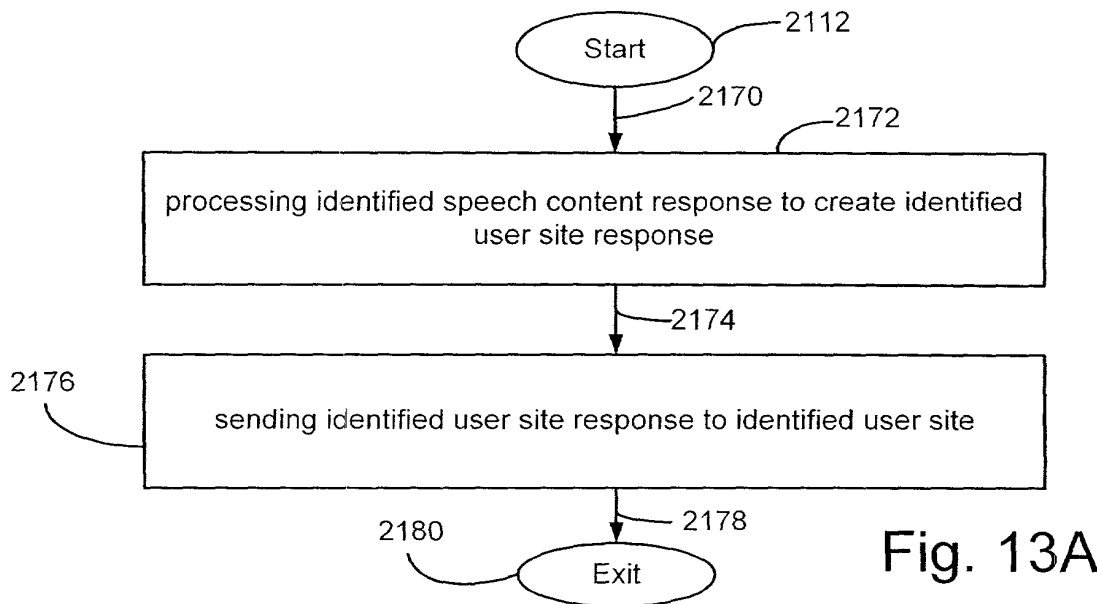 Start
2112
2170
2172
processing identified speech content response to create identified
user site response
2174
2176
sending identified user site response to identified user site
2178
2180
Exit
Fig. 13A